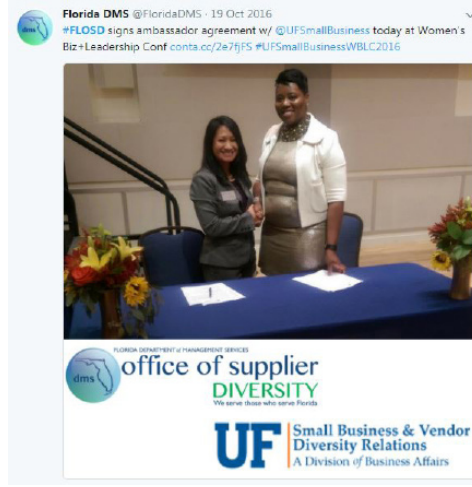 Florida DMS @FloridaDMS · 19 Oct 2016
#FLOSD signs ambassador agreement w/ @UFSmallBusiness today at Women's
Biz+Leadership Conf conta.cc/2e7fjFS #UFSmallBusinessWBLC2016
FLORIDA DEPARTMENT of MANAGEMENT SERVICES
dms office of supplier
DIVERSITY
We serve those who serve Florida
UF Small Business & Vendor
Diversity Relations
A Division of Business Affairs